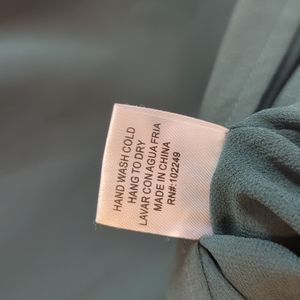 HAND WASH COLD
HANG TO DRY
LAVAR CON AGUA FRIA
MADE IN CHINA
RN#:102249